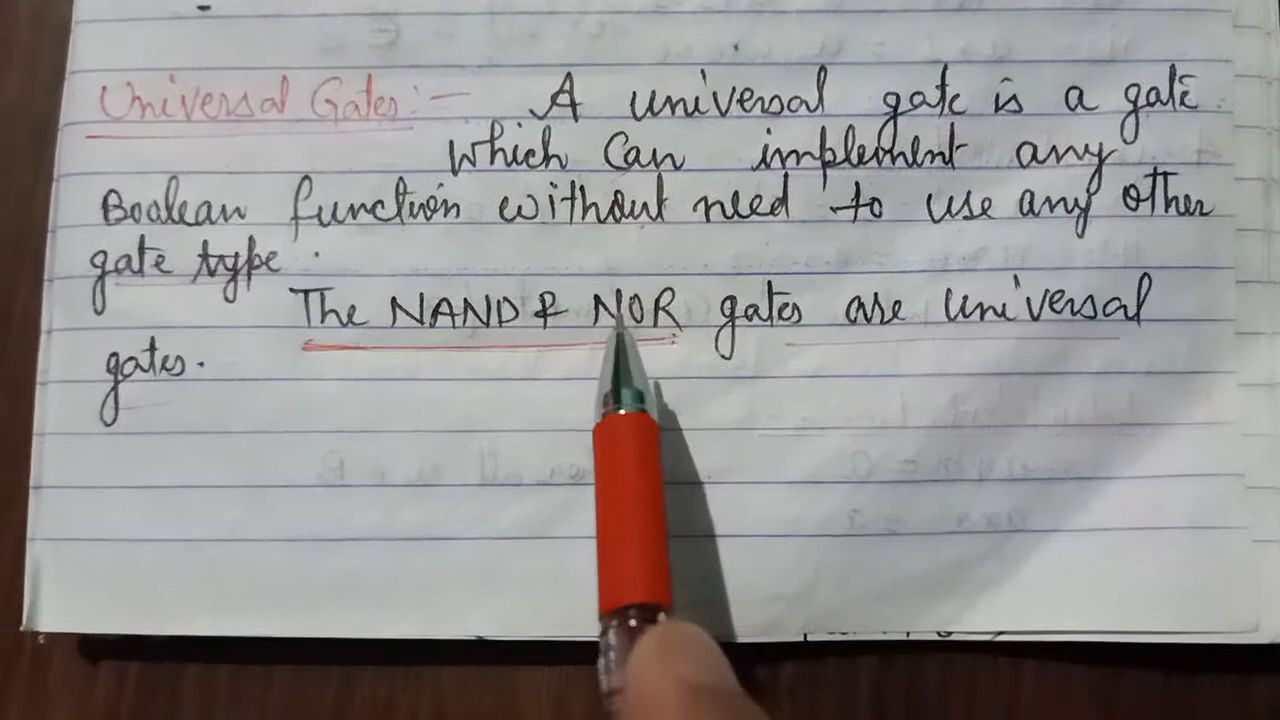 Universal Gates :- A universal gate is a gate
which can implement any
Boolean function without need to use any other
gate type.
The NAND & NOR gates are universal
gates.